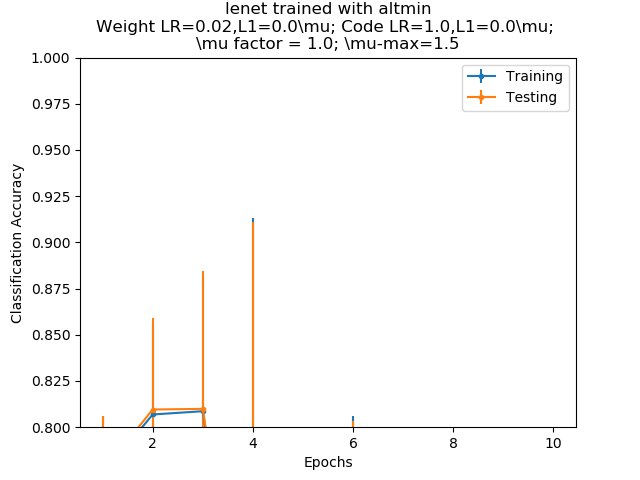 lenet trained with altmin
Weight LR=0.02,L1=0.0\mu; Code LR=1.0,L1=0.0\mu;
\mu factor = 1.0; \mu-max=1.5
Training
Testing
Classification Accuracy
1.000
0.975
0.950
0.925
0.900
0.875
0.850
0.825
0.800
2 4 6 8 10
Epochs